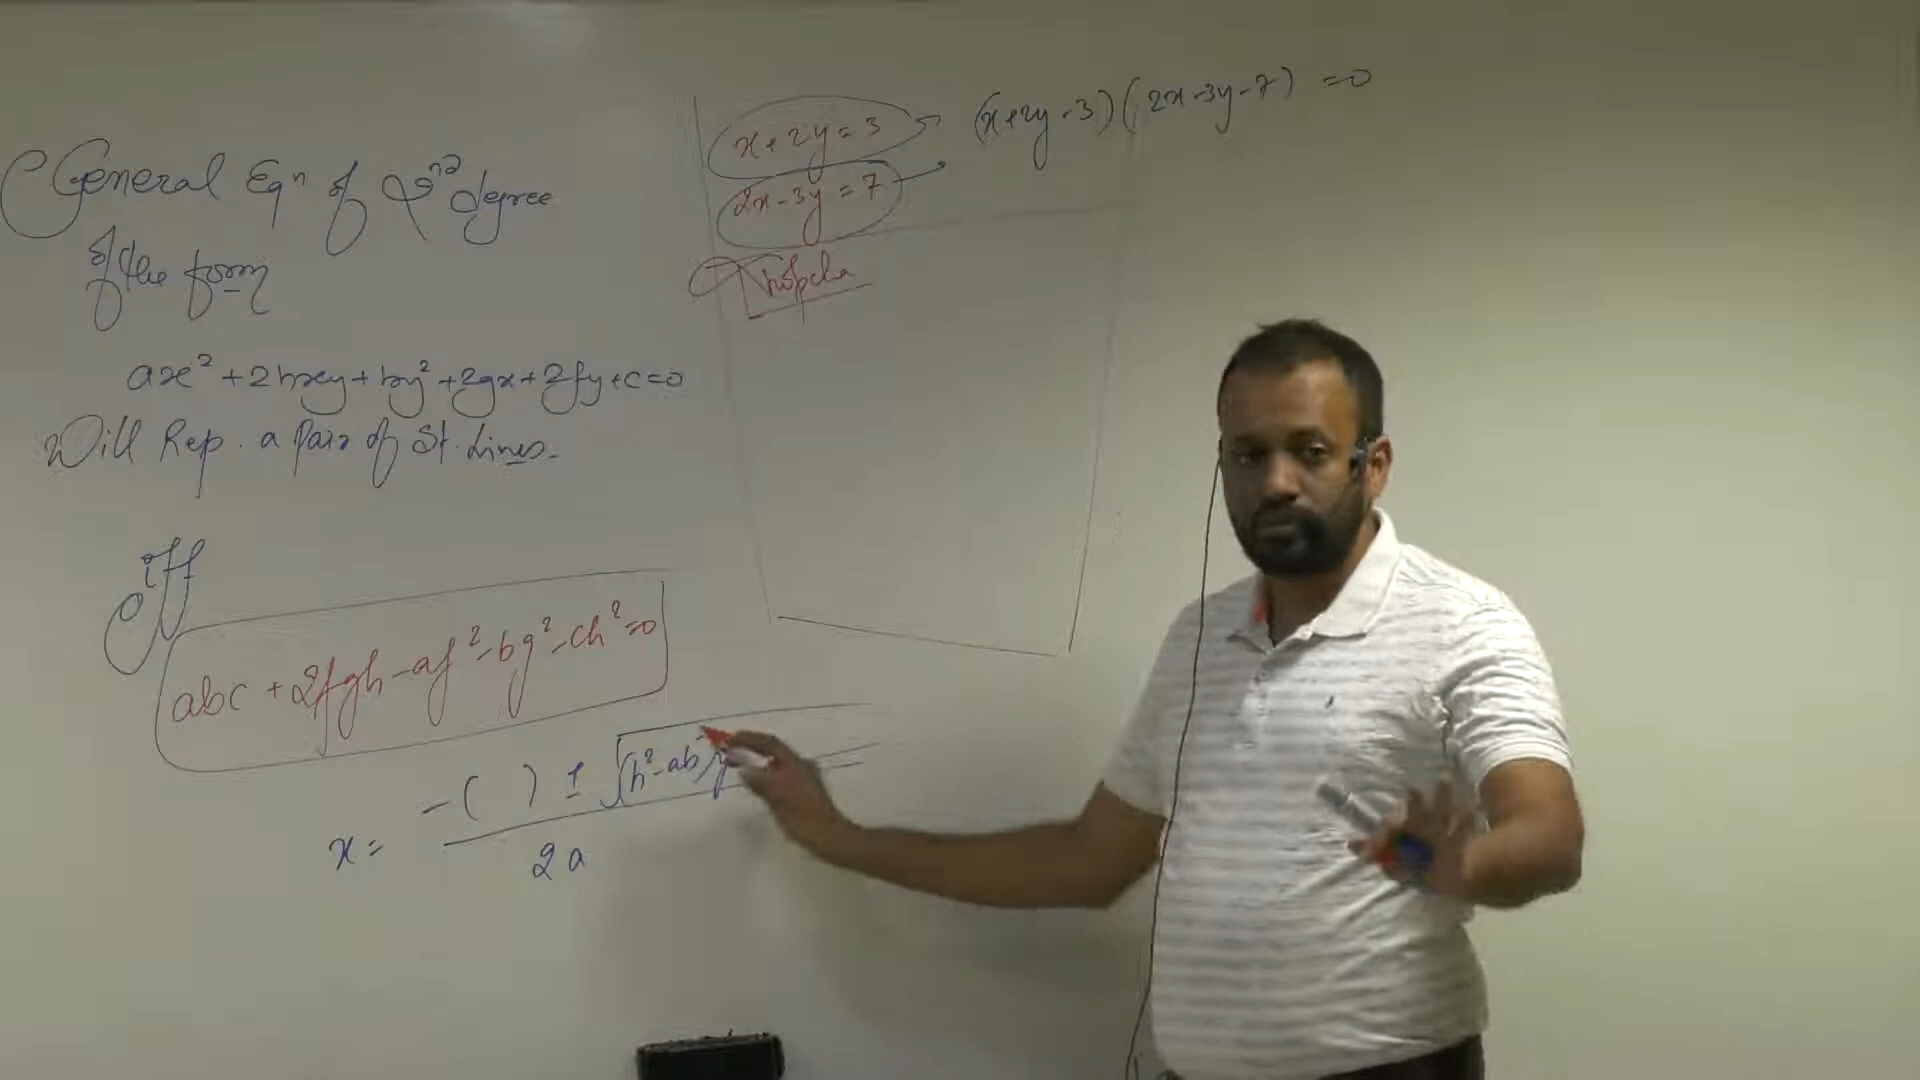 General Eqⁿ of 2ⁿᵈ degree
of the form
ax² + 2hxy + by² + 2gx + 2fy + c = 0
Will Rep. a Pair of St. Lines.
iff
abc + 2fgh - af² - bg² - ch² = 0
x = -( ) ± √(h² - ab)y
2a
x + 2y = 3
2x - 3y = 7
(x + 2y - 3)(2x - 3y - 7) = 0